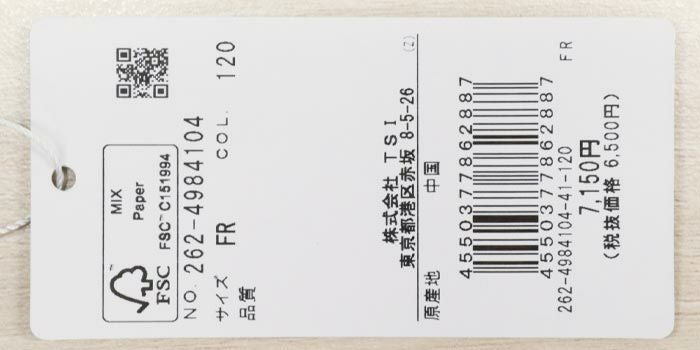 FSC™
MIX
Paper
FSC™ C151994
NO. 262-4984104
サイズ FR COL. 120
品質
株式会社 TSI
東京都港区赤坂 8-5-26
(Z)
原産地 中国
4550377862887
4550377862887
262-4984104-41-120
FR
7,150円
(税抜価格 6,500円)